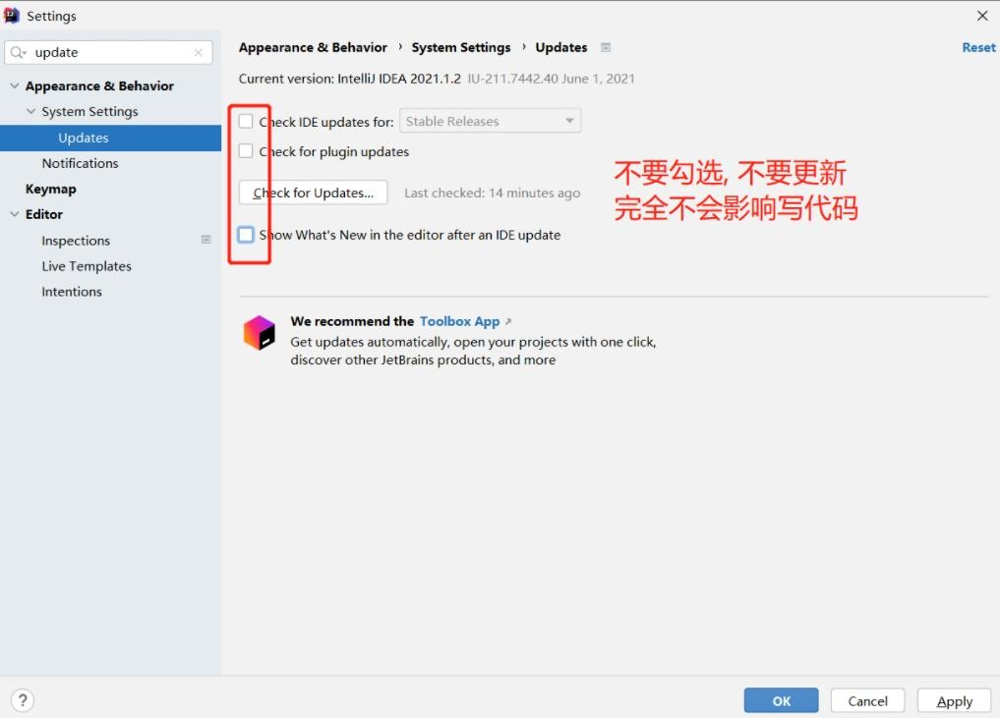 Settings
update
Appearance & Behavior
System Settings
Updates
Notifications
Keymap
Editor
Inspections
Live Templates
Intentions
Appearance & Behavior › System Settings › Updates
Reset
Current version: IntelliJ IDEA 2021.1.2 IU-211.7442.40 June 1, 2021
Check IDE updates for: Stable Releases
Check for plugin updates
Check for Updates... Last checked: 14 minutes ago
Show What's New in the editor after an IDE update
不要勾选, 不要更新
完全不会影响写代码
We recommend the Toolbox App ↗
Get updates automatically, open your projects with one click,
discover other JetBrains products, and more
?
OK Cancel Apply